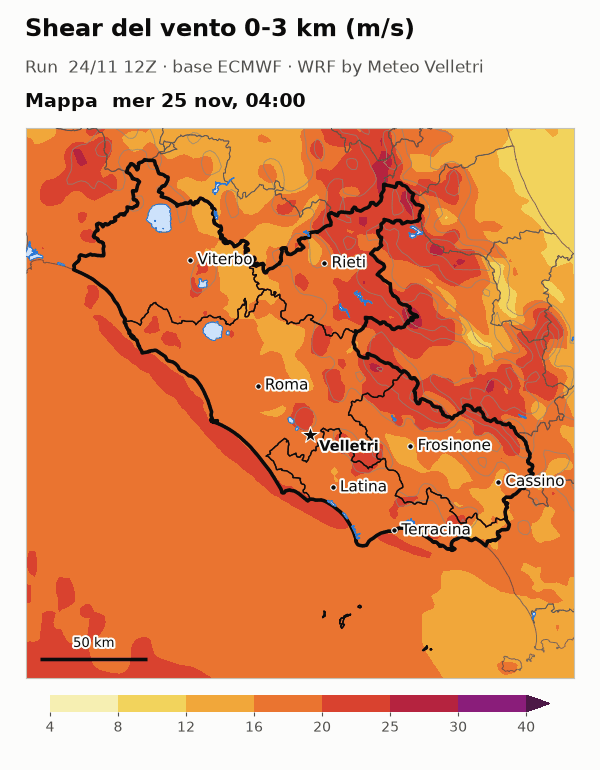 Shear del vento 0-3 km (m/s)
Run  24/11 12Z · base ECMWF · WRF by Meteo Velletri
Mappa  mer 25 nov, 04:00
Viterbo
Rieti
Roma
Velletri
Frosinone
Latina
Cassino
Terracina
50 km
4 8 12 16 20 25 30 40